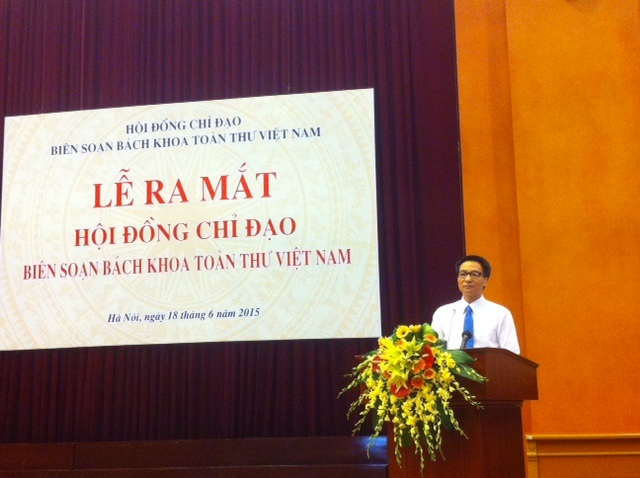 HỘI ĐỒNG CHỈ ĐẠO
BIÊN SOẠN BÁCH KHOA TOÀN THƯ VIỆT NAM
LỄ RA MẮT
HỘI ĐỒNG CHỈ ĐẠO
BIÊN SOẠN BÁCH KHOA TOÀN THƯ VIỆT NAM
Hà Nội, ngày 18 tháng 6 năm 2015